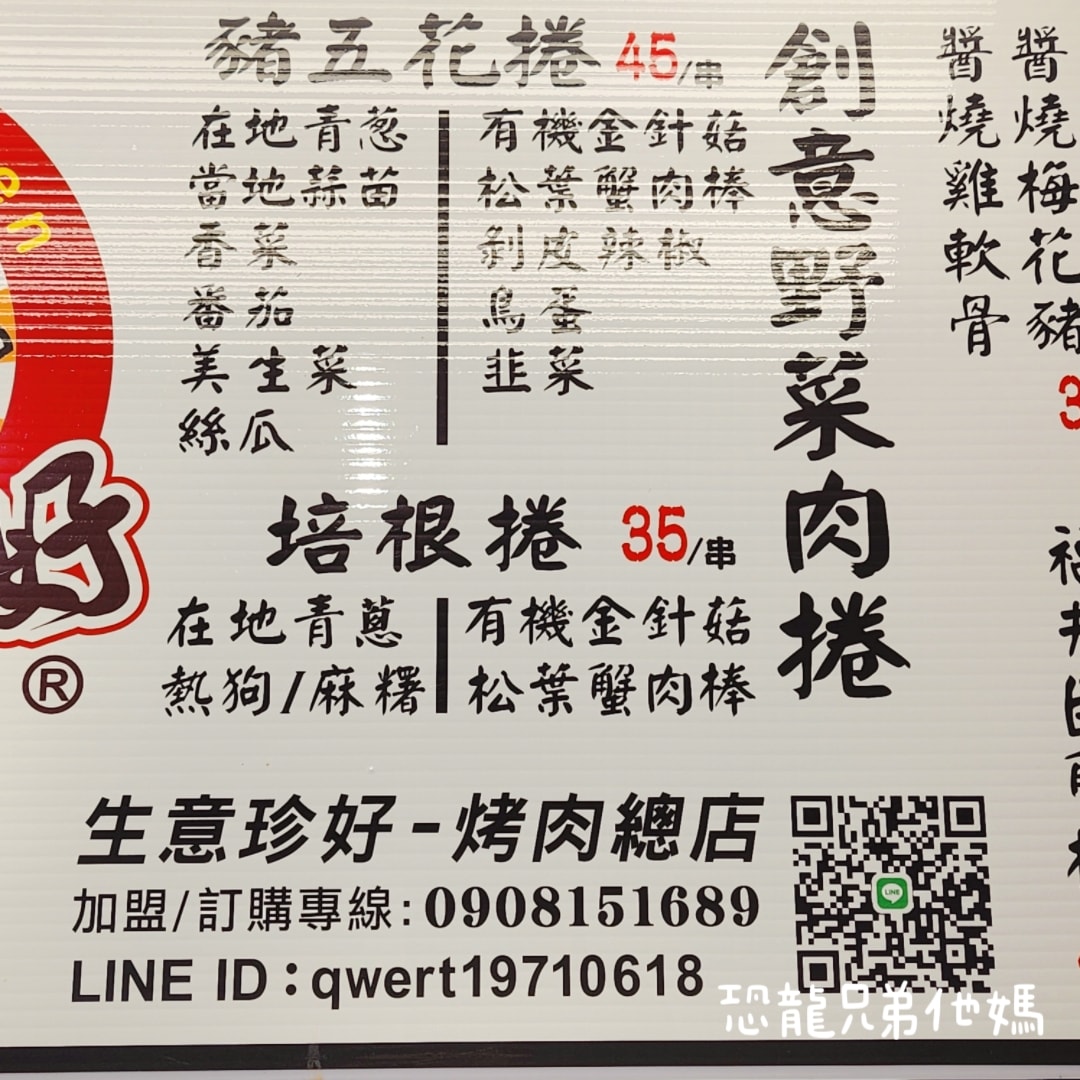 醬燒梅花豬
3
醬燒雞軟骨
創意野菜肉捲
豬五花捲 45/串
在地青蔥 有機金針菇
當地蒜苗 松葉蟹肉棒
香菜 剝皮辣椒
番茄 鳥蛋
美生菜 韭菜
絲瓜
培根捲 35/串
在地青蔥 有機金針菇
熱狗/麻糬 松葉蟹肉棒
好
®
en
生意珍好-烤肉總店
加盟/訂購專線:0908151689
LINE ID:qwert19710618
LINE
恐龍兄弟他媽